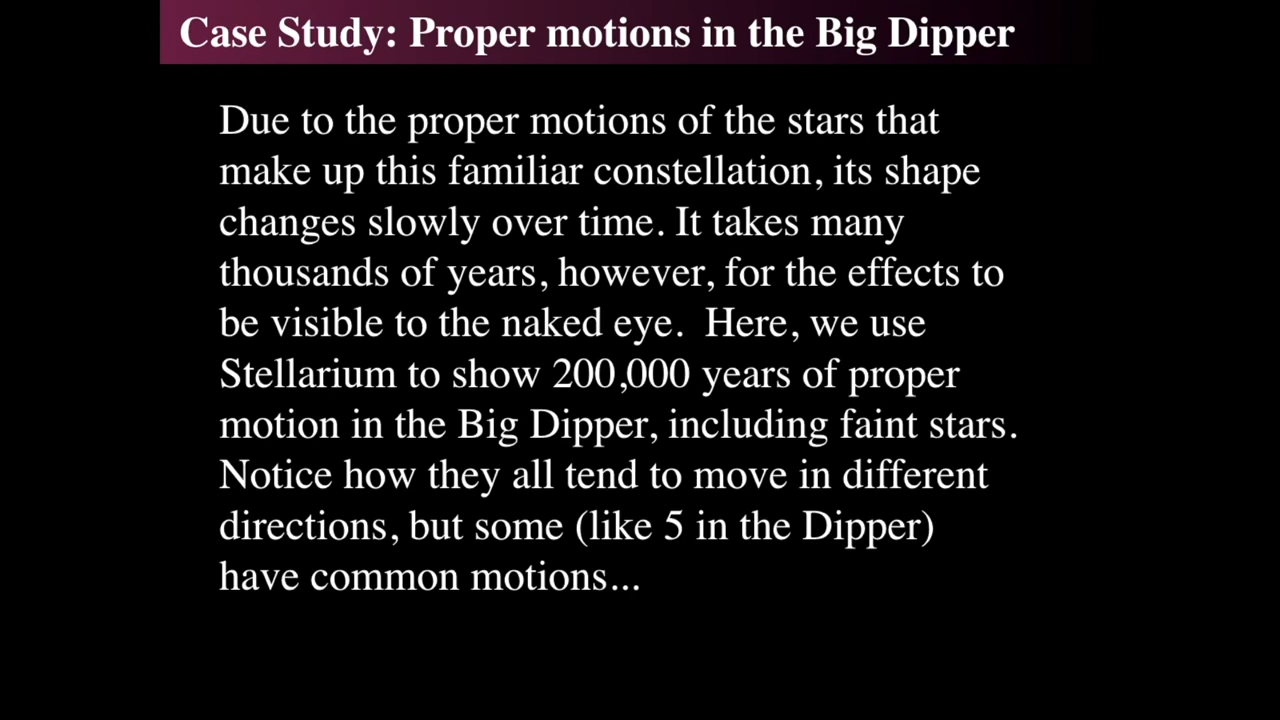 Case Study: Proper motions in the Big Dipper
Due to the proper motions of the stars that
make up this familiar constellation, its shape
changes slowly over time. It takes many
thousands of years, however, for the effects to
be visible to the naked eye.  Here, we use
Stellarium to show 200,000 years of proper
motion in the Big Dipper, including faint stars.
Notice how they all tend to move in different
directions, but some (like 5 in the Dipper)
have common motions...